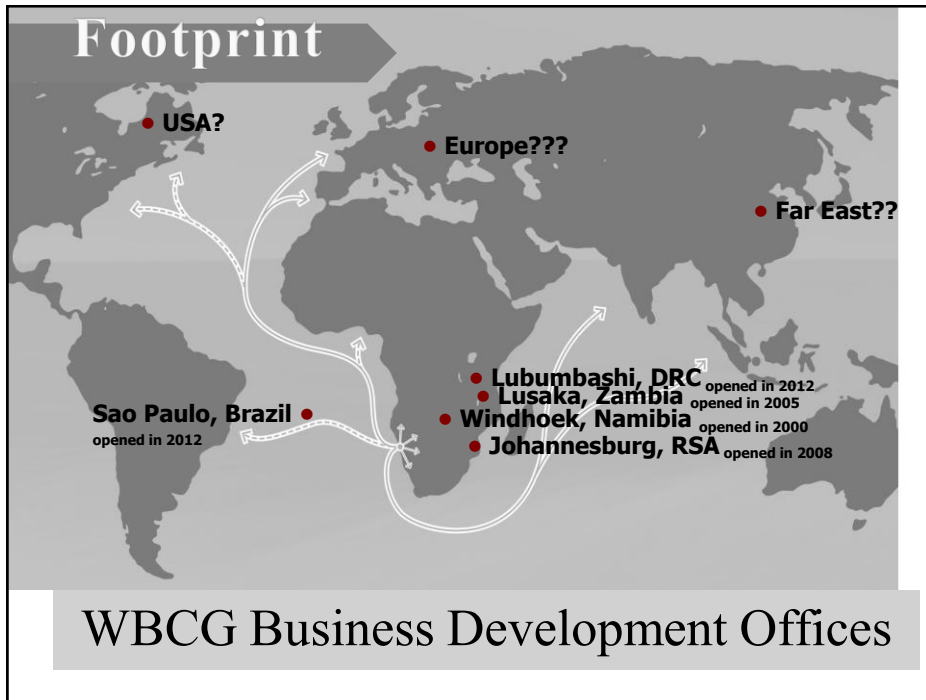 Footprint
USA?
Europe???
Far East??
Lubumbashi, DRC opened in 2012
Lusaka, Zambia opened in 2005
Sao Paulo, Brazil
opened in 2012
Windhoek, Namibia opened in 2000
Johannesburg, RSA opened in 2008
WBCG Business Development Offices